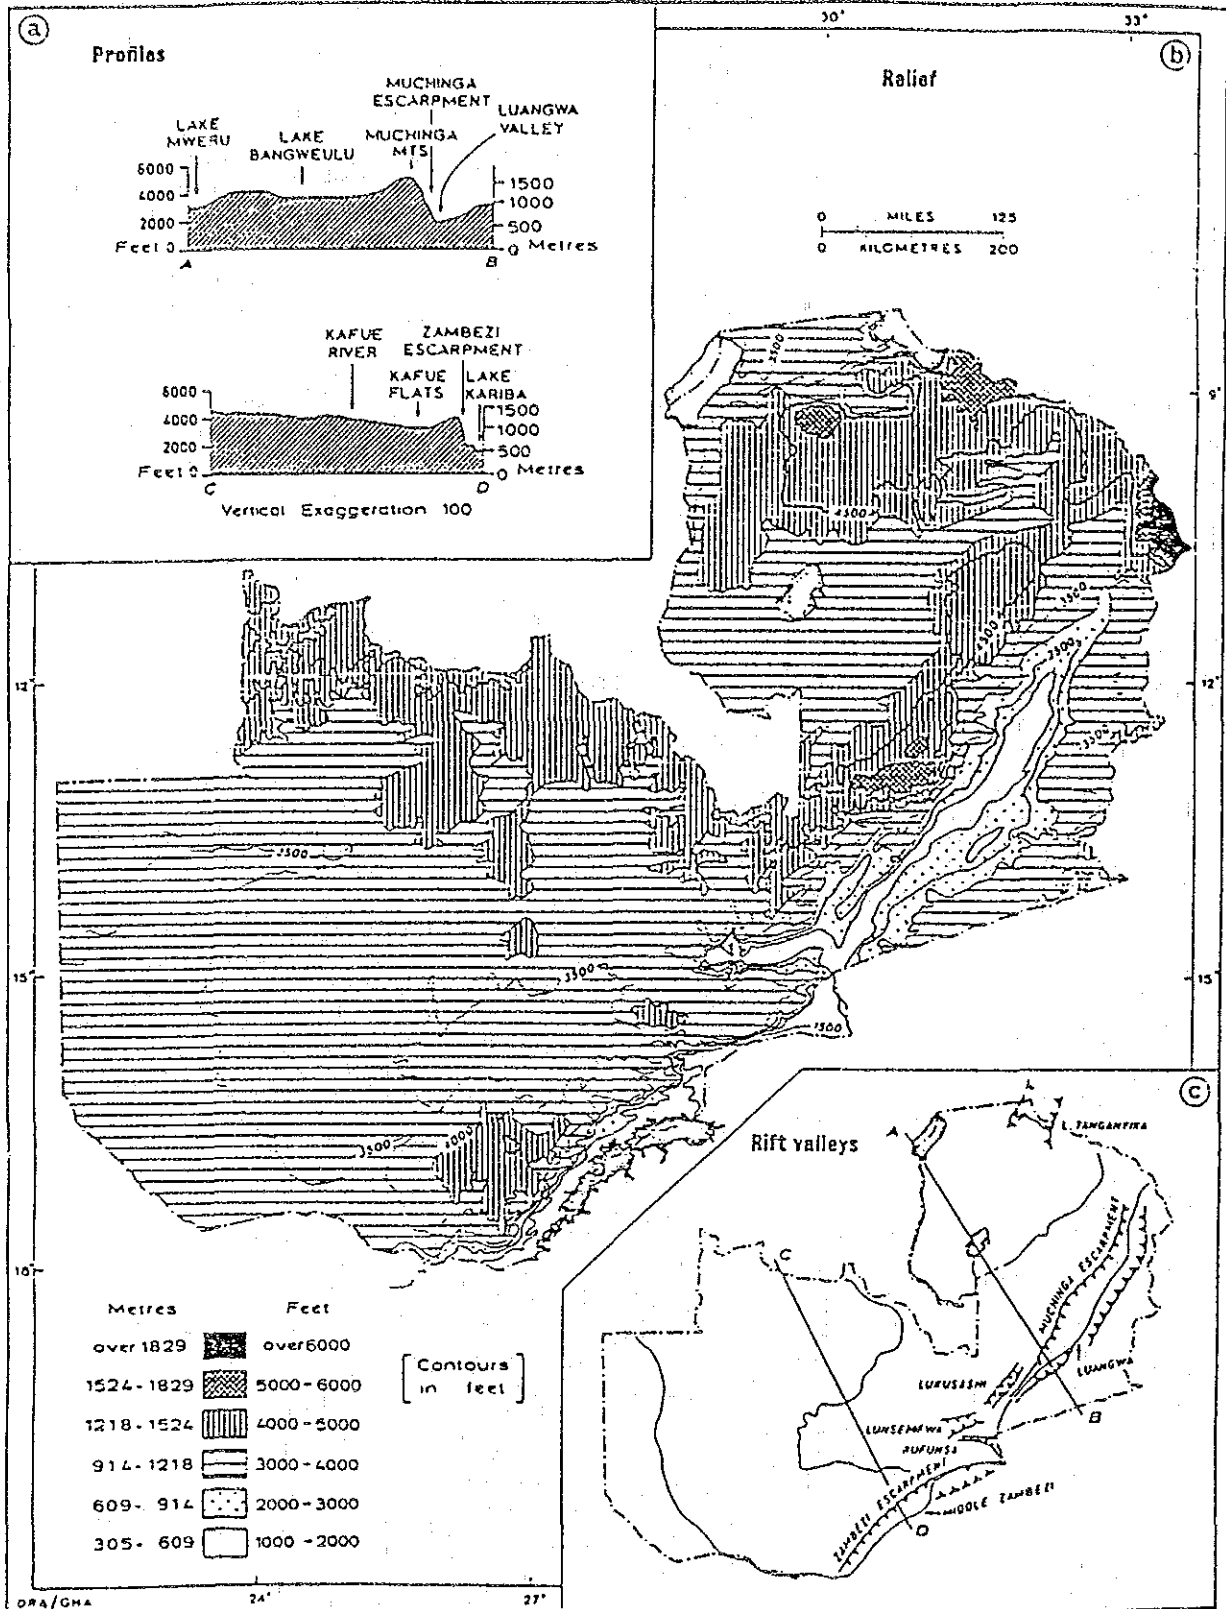 a
Profiles
MUCHINGA
ESCARPMENT
LUANGWA
VALLEY
LAKE
MWERU
LAKE
BANGWEULU
MUCHINGA
MTS
6000
4000
2000
Feet 0
1500
1000
500
0 Metres
A
B
KAFUE
RIVER
ZAMBEZI
ESCARPMENT
KAFUE
FLATS
LAKE
KARIBA
6000
4000
2000
Feet 0
1500
1000
500
0 Metres
C
D
Vertical Exaggeration 100
30°
33°
b
Relief
0 MILES 125
0 KILOMETRES 200
9°
12°
12°
15°
15°
18°
24°
27°
3500
4500
4500
3500
3500
3500
3500
3500
1500
3500
4000
Metres Feet
over 1829 over 6000
1524-1829 5000-6000
1218-1524 4000-5000
914-1218 3000-4000
609-914 2000-3000
305-609 1000-2000
[Contours
in feet]
DRA/GHA
c
Rift valleys
A
L. TANGANYIKA
C
MUCHINGA ESCARPMENT
LUANGWA
LUKUSASHI
B
LUNSEMFWA
RUFUNSA
ZAMBEZI ESCARPMENT
MIDDLE ZAMBEZI
D